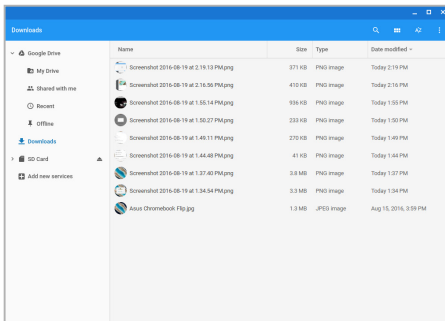 Downloads
AZ
Name Size Type Date modified
Google Drive
My Drive
Shared with me
Recent
Offline
Downloads
SD Card
Add new services
Screenshot 2016-08-19 at 2.19.13 PM.png 371 KB PNG image Today 2:19 PM
Screenshot 2016-08-19 at 2.16.56 PM.png 410 KB PNG image Today 2:16 PM
Screenshot 2016-08-19 at 1.55.14 PM.png 936 KB PNG image Today 1:55 PM
Screenshot 2016-08-19 at 1.50.27 PM.png 233 KB PNG image Today 1:50 PM
Screenshot 2016-08-19 at 1.49.11 PM.png 270 KB PNG image Today 1:49 PM
Screenshot 2016-08-19 at 1.44.48 PM.png 41 KB PNG image Today 1:44 PM
Screenshot 2016-08-19 at 1.37.40 PM.png 3.8 MB PNG image Today 1:37 PM
Screenshot 2016-08-19 at 1.34.54 PM.png 3.3 MB PNG image Today 1:34 PM
Asus Chromebook Flip.jpg 1.3 MB JPEG image Aug 15, 2016, 3:59 PM